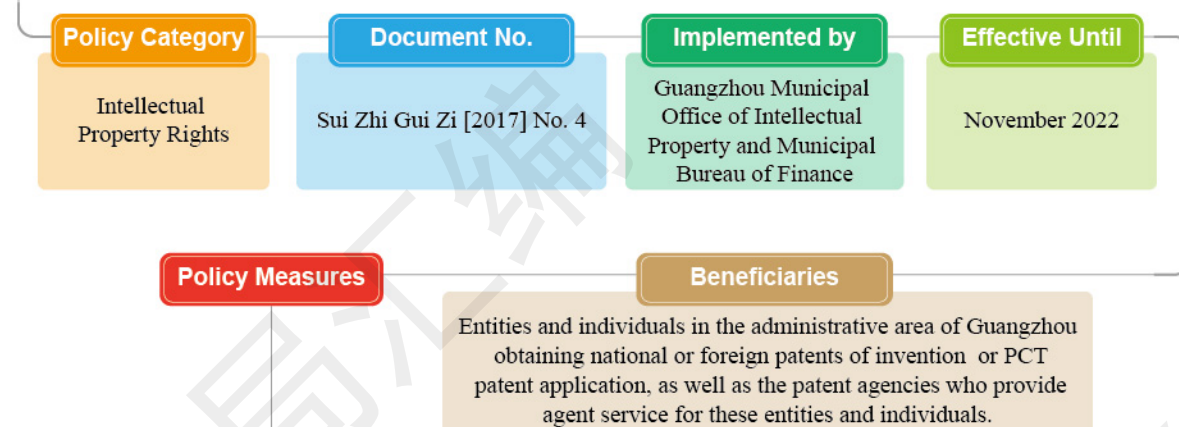 Policy Category
Document No.
Implemented by
Effective Until
Intellectual
Property Rights
Sui Zhi Gui Zi [2017] No. 4
Guangzhou Municipal
Office of Intellectual
Property and Municipal
Bureau of Finance
November 2022
Policy Measures
Beneficiaries
Entities and individuals in the administrative area of Guangzhou
obtaining national or foreign patents of invention or PCT
patent application, as well as the patent agencies who provide
agent service for these entities and individuals.
局汇编